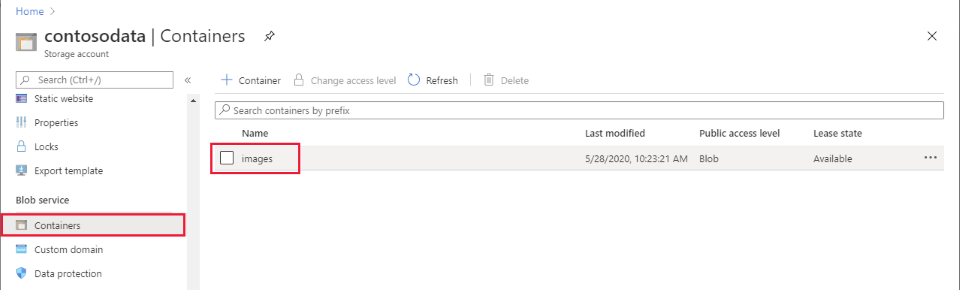 Home >
contosodata | Containers
Storage account
Search (Ctrl+/)
«
Static website
Properties
Locks
Export template
Blob service
Containers
Custom domain
Data protection
+ Container Change access level Refresh | Delete
Search containers by prefix
Name Last modified Public access level Lease state
images 5/28/2020, 10:23:21 AM Blob Available ...